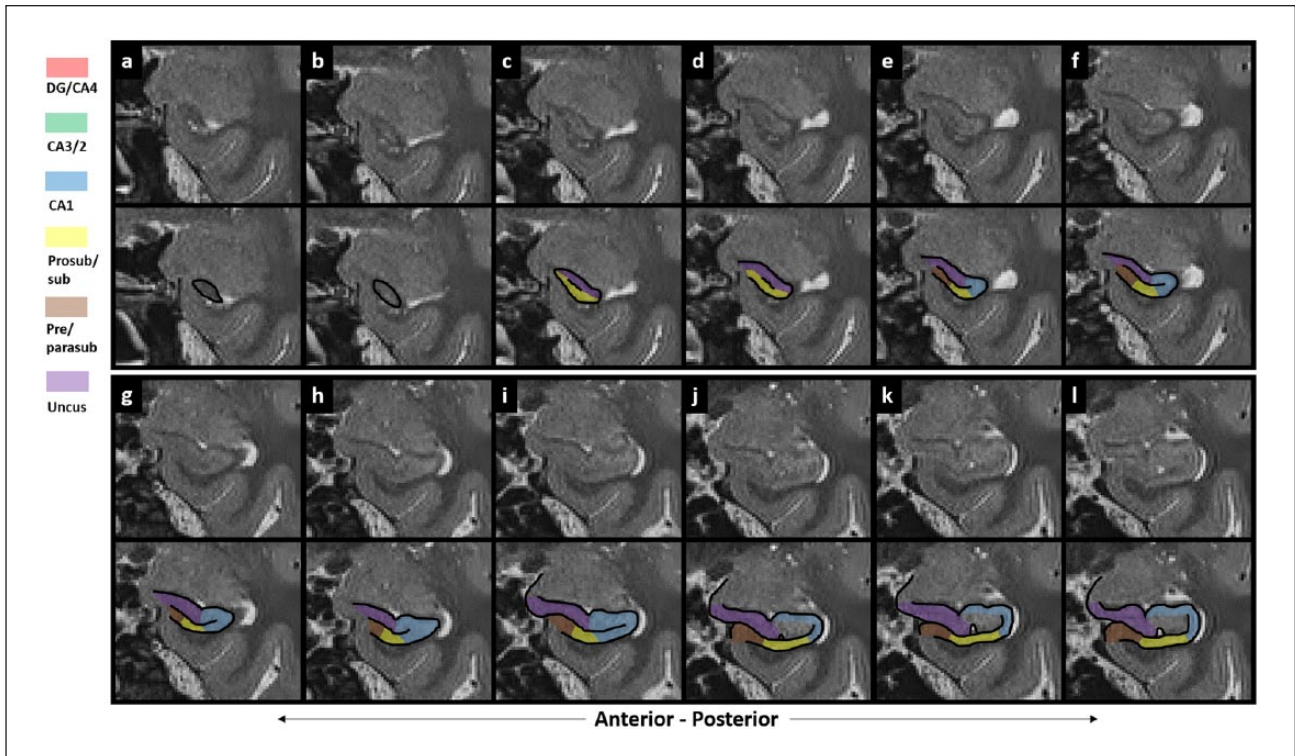 a
b
c
d
e
f
DG/CA4
CA3/2
CA1
Prosub/
sub
Pre/
parasub
Uncus
g
h
i
j
k
l
Anterior - Posterior